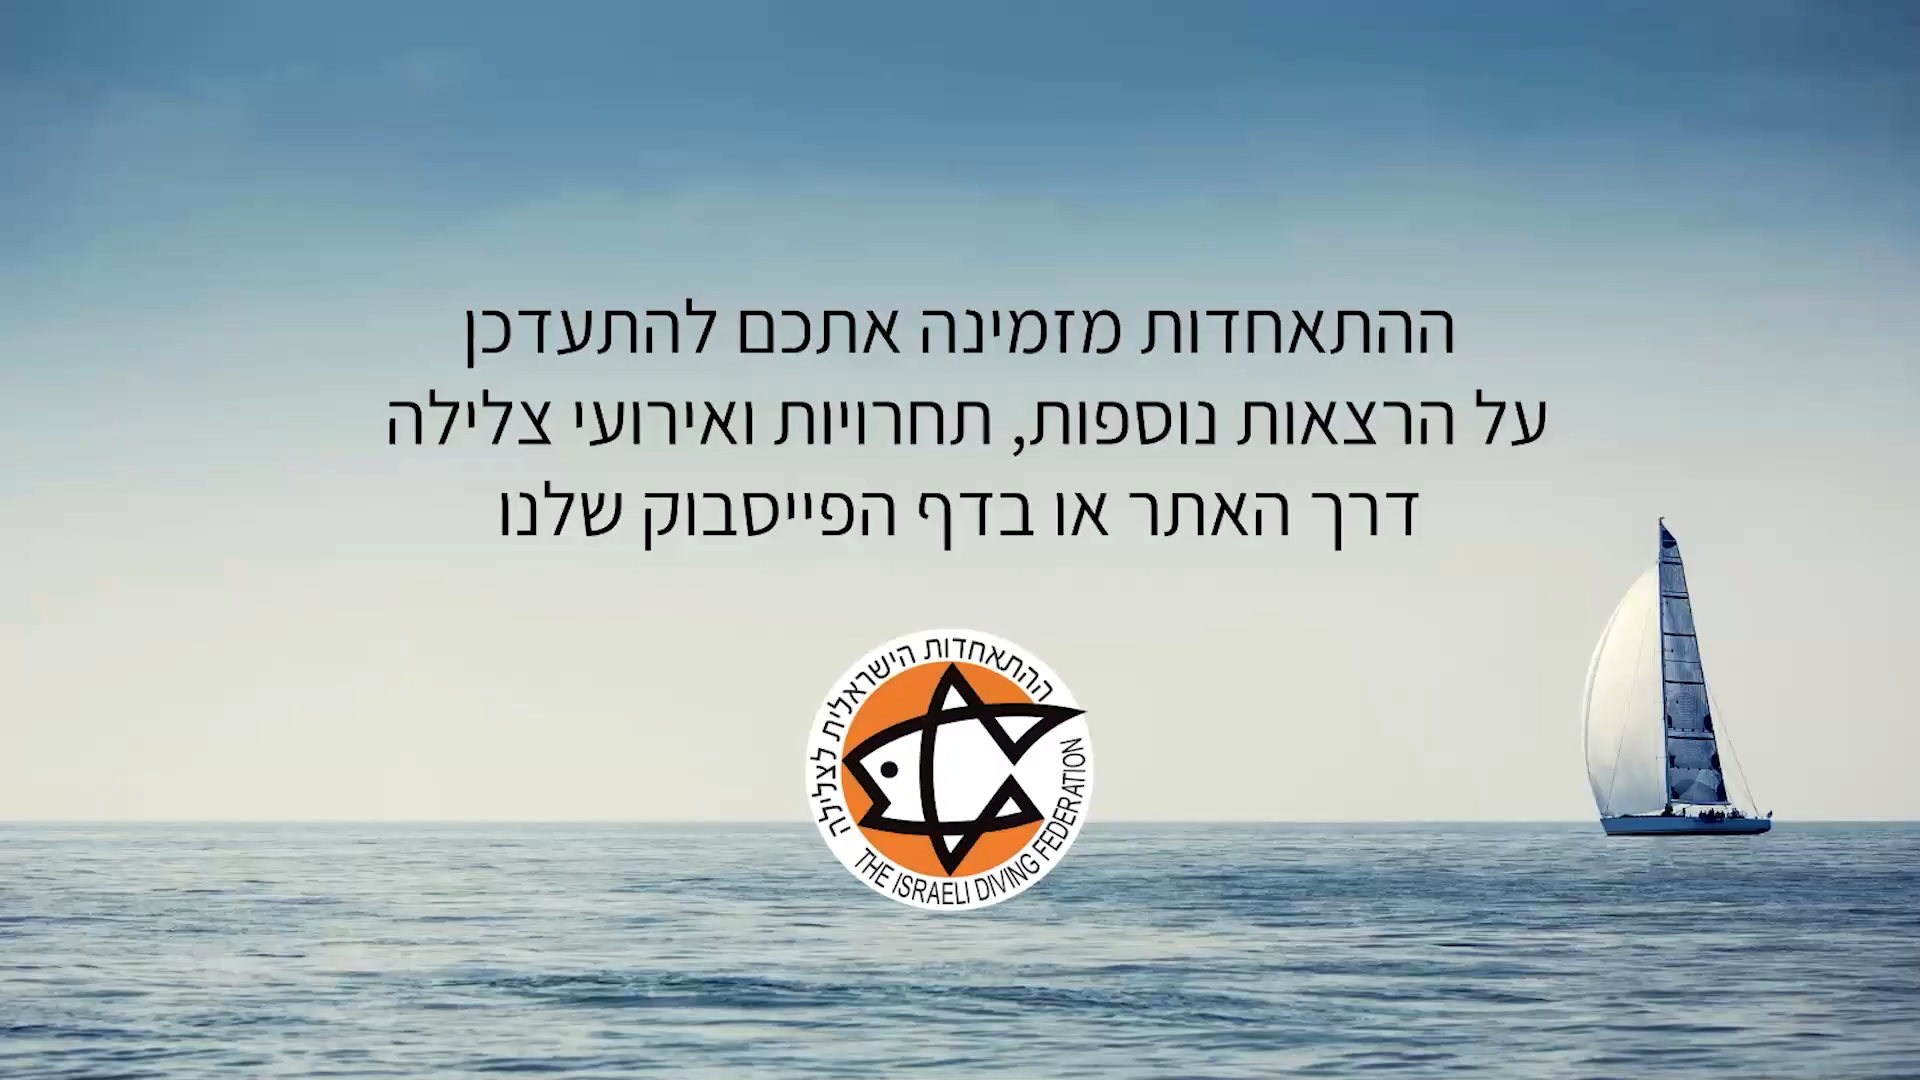 ההתאחדות מזמינה אתכם להתעדכן
על הרצאות נוספות, תחרויות ואירועי צלילה
דרך האתר או בדף הפייסבוק שלנו
ההתאחדות הישראלית לצלילה
THE ISRAELI DIVING FEDERATION